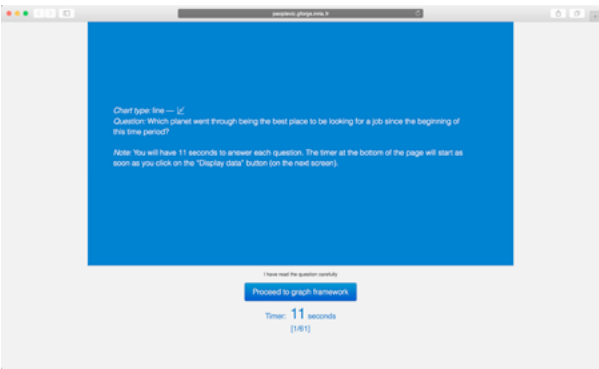 peoplevic.gforge.inria.fr
Chart type: line —
Question: Which planet went through being the best place to be looking for a job since the beginning of
this time period?
Note: You will have 11 seconds to answer each question. The timer at the bottom of the page will start as
soon as you click on the "Display data" button (on the next screen).
I have read the question carefully
Proceed to graph framework
Timer: 11 seconds
[1/61]